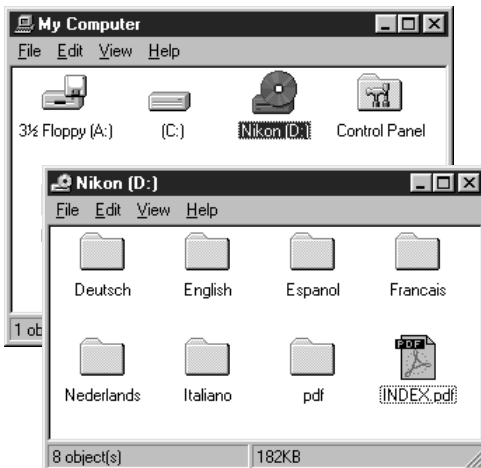 My Computer
File Edit View Help
3½ Floppy (A:) (C:) Nikon (D:) Control Panel
Nikon (D:)
File Edit View Help
Deutsch English Espanol Francais
PDF
Nederlands Italiano pdf INDEX.pdf
1 ob
8 object(s) 182KB